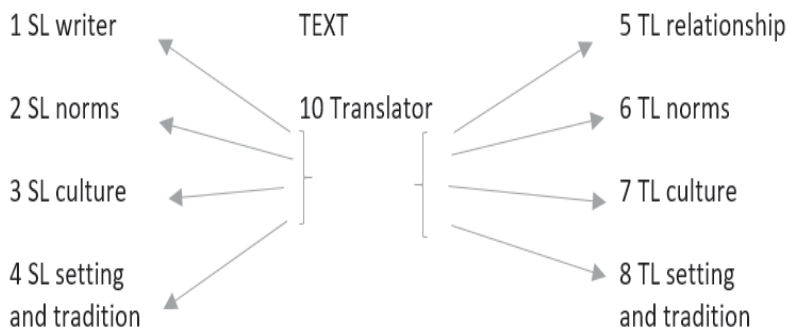 1 SL writer
TEXT
5 TL relationship
2 SL norms
10 Translator
6 TL norms
3 SL culture
7 TL culture
4 SL setting
and tradition
8 TL setting
and tradition